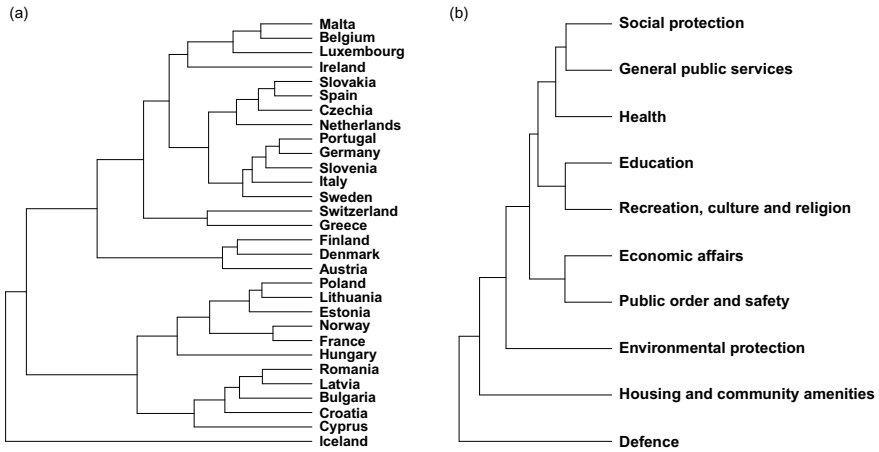 (a)
Malta
Belgium
Luxembourg
Ireland
Slovakia
Spain
Czechia
Netherlands
Portugal
Germany
Slovenia
Italy
Sweden
Switzerland
Greece
Finland
Denmark
Austria
Poland
Lithuania
Estonia
Norway
France
Hungary
Romania
Latvia
Bulgaria
Croatia
Cyprus
Iceland
(b)
Social protection
General public services
Health
Education
Recreation, culture and religion
Economic affairs
Public order and safety
Environmental protection
Housing and community amenities
Defence